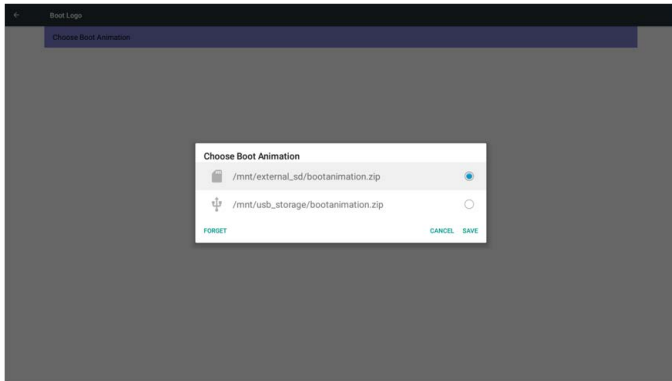 Boot Logo
Choose Boot Animation
Choose Boot Animation
/mnt/external_sd/bootanimation.zip
/mnt/usb_storage/bootanimation.zip
FORGET CANCEL SAVE